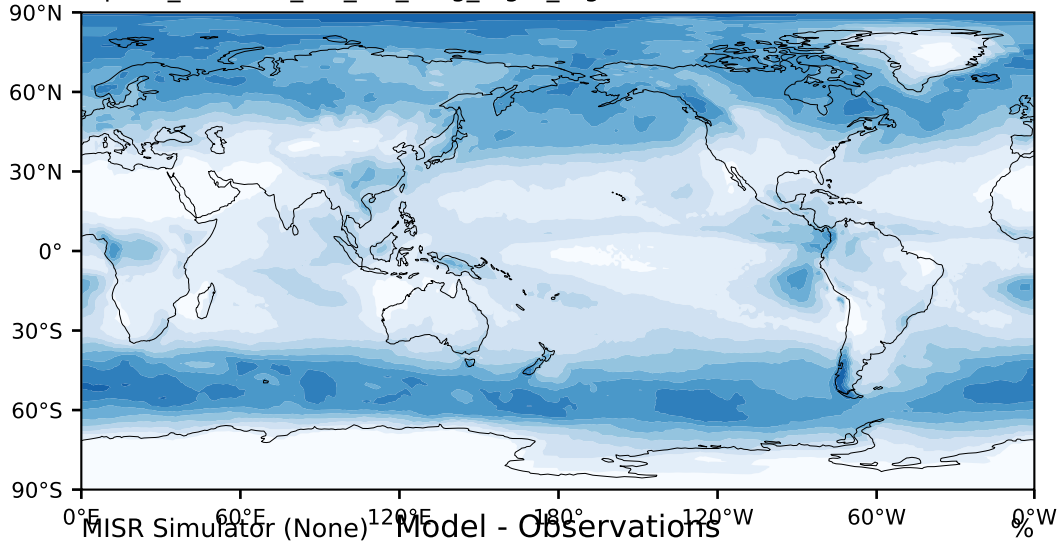 90°N
60°N
30°N
0°
30°S
60°S
90°S
0°E 60°E 120°E 180° 120°W 60°W 0°W
MISR Simulator (None) Model - Observations %